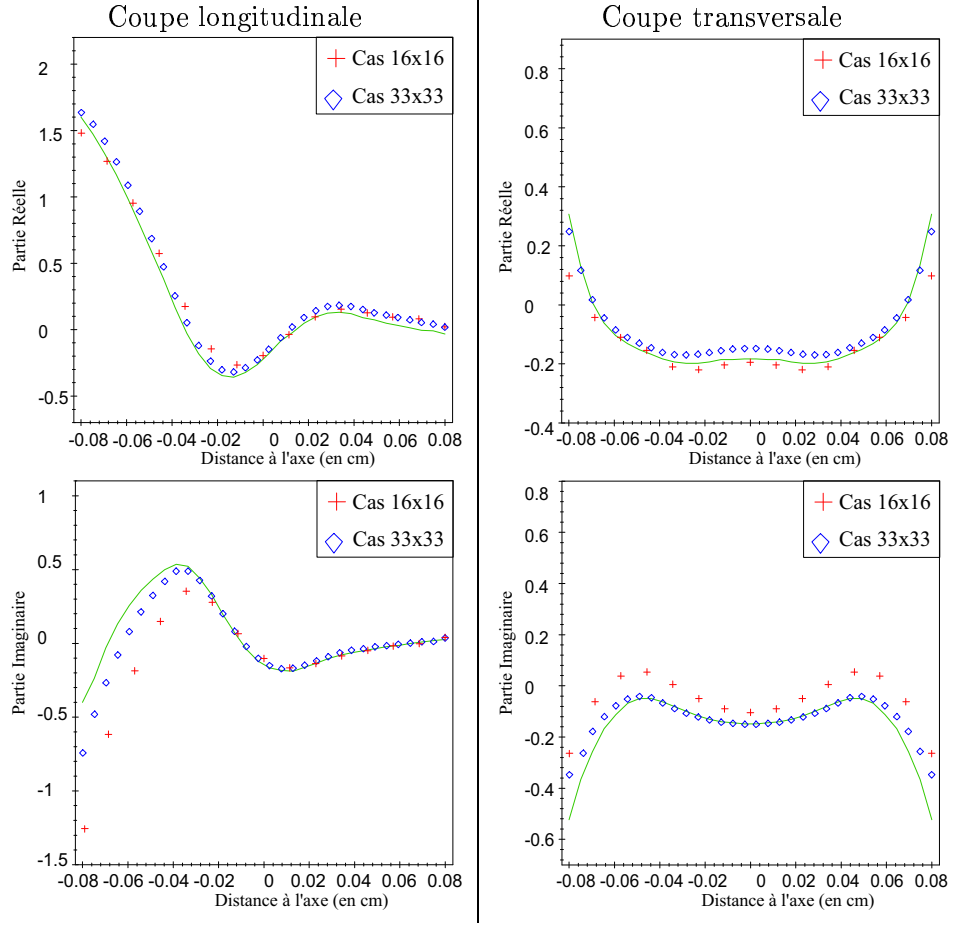 Coupe longitudinale
Cas 16x16
Cas 33x33
Partie Réelle
2
1.5
1
0.5
0
-0.5
-0.08 -0.06 -0.04 -0.02 0 0.02 0.04 0.06 0.08
Distance à l'axe (en cm)
Coupe transversale
Cas 16x16
Cas 33x33
Partie Réelle
0.8
0.6
0.4
0.2
0
-0.2
-0.4
-0.08 -0.06 -0.04 -0.02 0 0.02 0.04 0.06 0.08
Distance à l'axe (en cm)
Cas 16x16
Cas 33x33
Partie Imaginaire
1
0.5
0
-0.5
-1
-1.5
-0.08 -0.06 -0.04 -0.02 0 0.02 0.04 0.06 0.08
Distance à l'axe (en cm)
Cas 16x16
Cas 33x33
Partie Imaginaire
0.8
0.6
0.4
0.2
0
-0.2
-0.4
-0.6
-0.08 -0.06 -0.04 -0.02 0 0.02 0.04 0.06 0.08
Distance à l'axe (en cm)